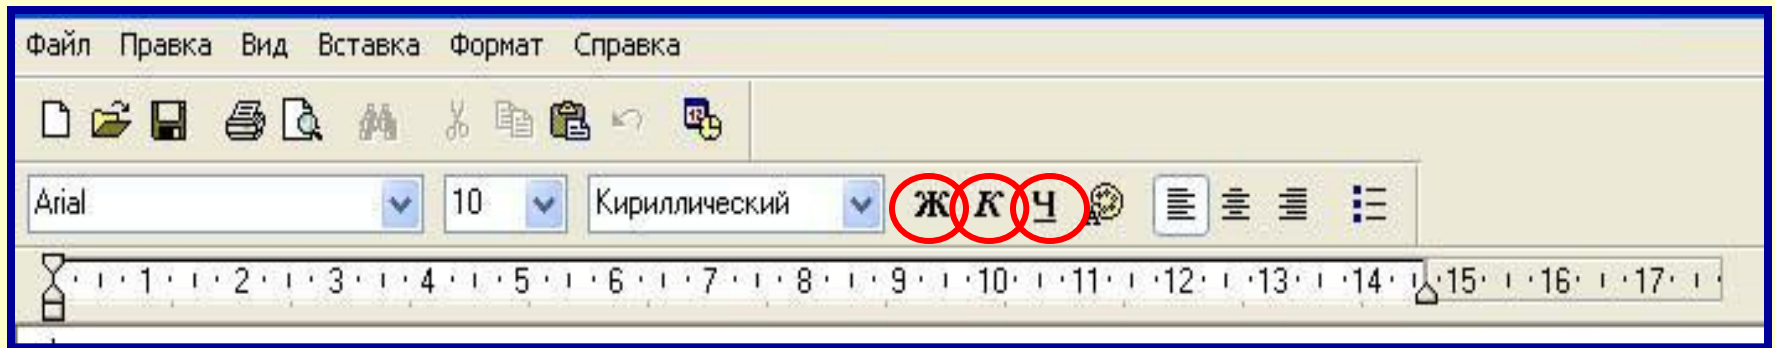 Файл Правка Вид Вставка Формат Справка
Arial 10 Кириллический Ж К Ч
1 2 3 4 5 6 7 8 9 10 11 12 13 14 15 16 17